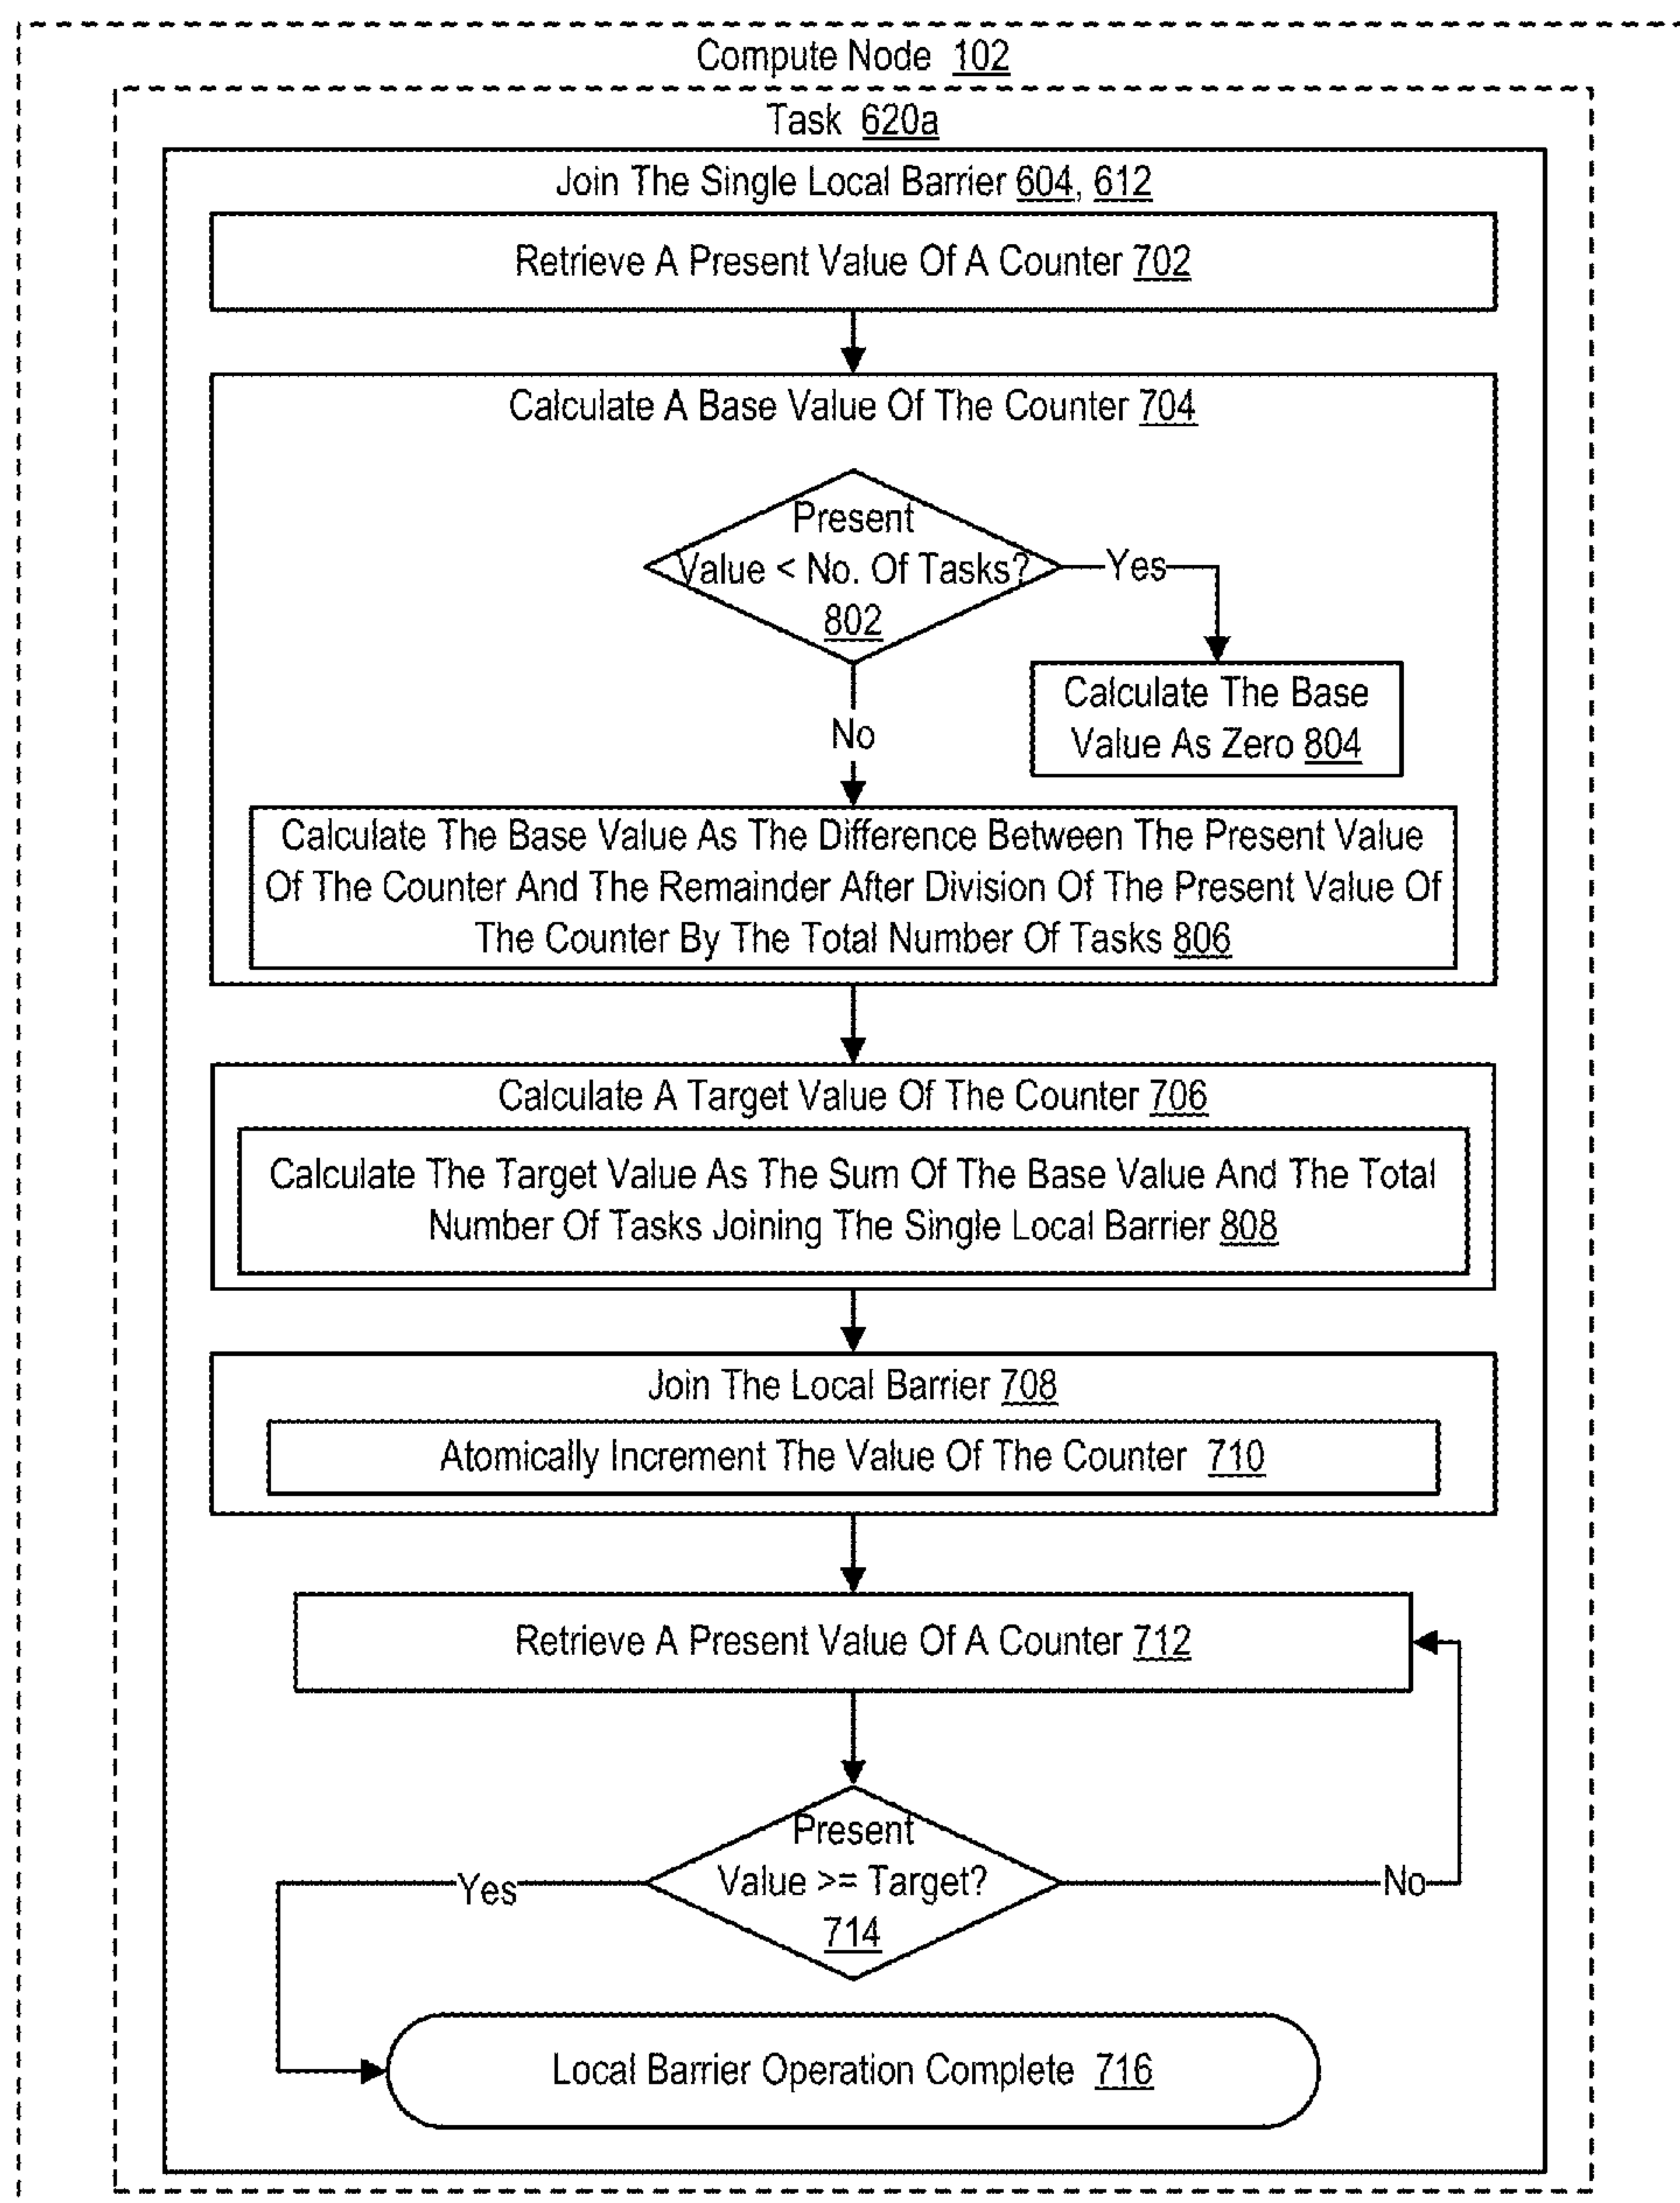 Compute Node 102
Task 620a
Join The Single Local Barrier 604, 612
Retrieve A Present Value Of A Counter 702
Calculate A Base Value Of The Counter 704
Present
Value < No. Of Tasks?
802
Yes
Calculate The Base
Value As Zero 804
No
Calculate The Base Value As The Difference Between The Present Value
Of The Counter And The Remainder After Division Of The Present Value Of
The Counter By The Total Number Of Tasks 806
Calculate A Target Value Of The Counter 706
Calculate The Target Value As The Sum Of The Base Value And The Total
Number Of Tasks Joining The Single Local Barrier 808
Join The Local Barrier 708
Atomically Increment The Value Of The Counter 710
Retrieve A Present Value Of A Counter 712
Present
Value >= Target?
714
Yes
No
Local Barrier Operation Complete 716